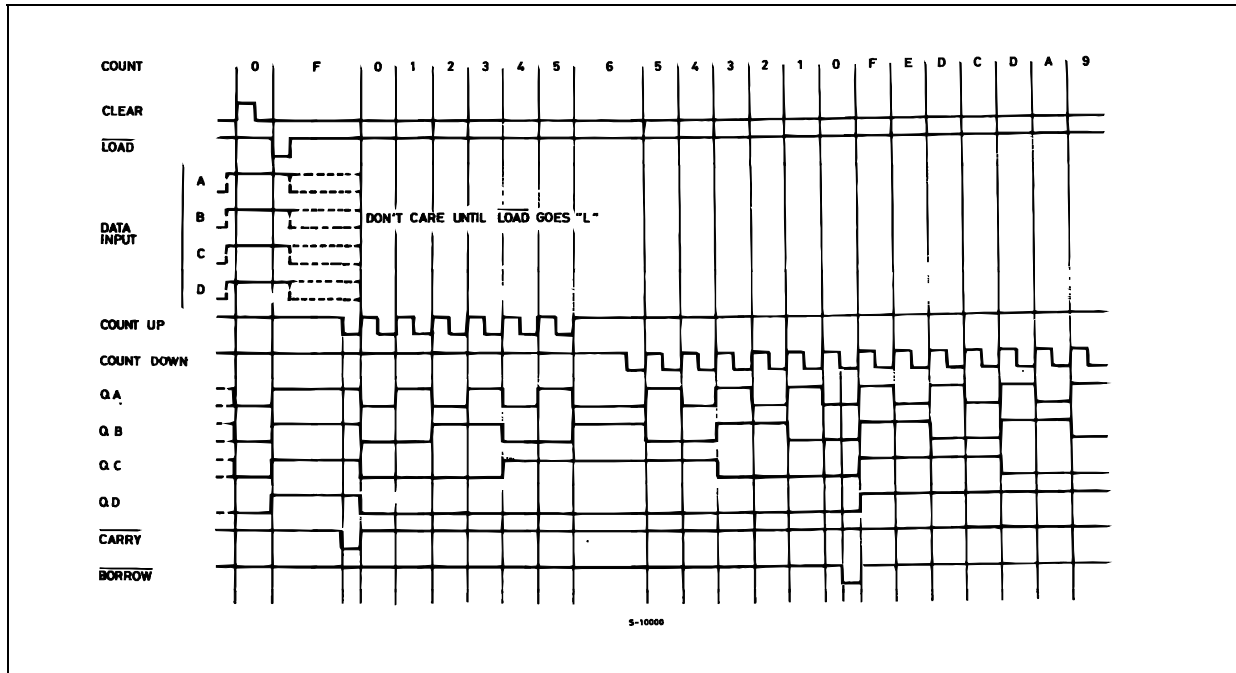 COUNT 0 F 0 1 2 3 4 5 6 5 4 3 2 1 0 F E D C D A 9
CLEAR
LOAD
DATA INPUT
A
B
C
D
DON'T CARE UNTIL LOAD GOES "L"
COUNT UP
COUNT DOWN
QA
QB
QC
QD
CARRY
BORROW
S-10000